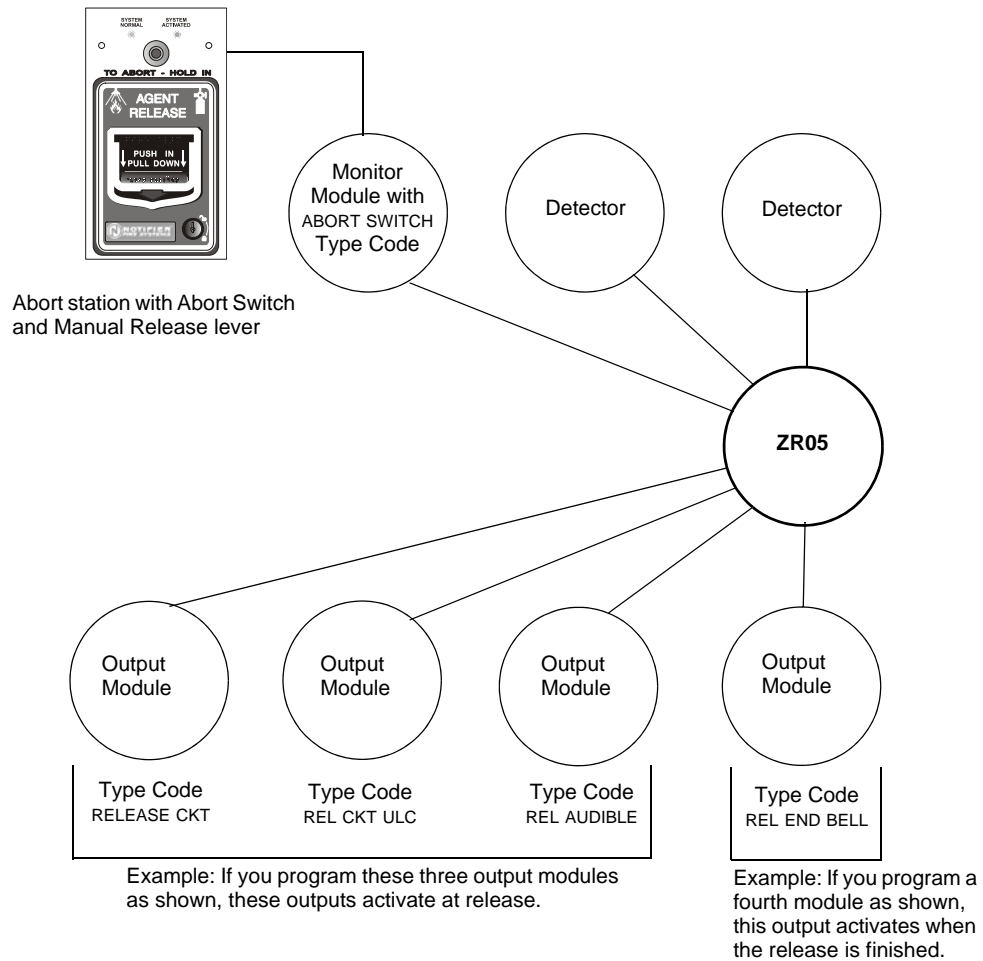 SYSTEM NORMAL
SYSTEM ACTIVATED
TO ABORT - HOLD IN
AGENT
RELEASE
PUSH IN
PULL DOWN
NOTIFIER
Abort station with Abort Switch
and Manual Release lever
Monitor
Module with
ABORT SWITCH
Type Code
Detector
Detector
ZR05
Output
Module
Output
Module
Output
Module
Output
Module
Type Code
RELEASE CKT
Type Code
REL CKT ULC
Type Code
REL AUDIBLE
Type Code
REL END BELL
Example: If you program these three output modules
as shown, these outputs activate at release.
Example: If you program a
fourth module as shown,
this output activates when
the release is finished.